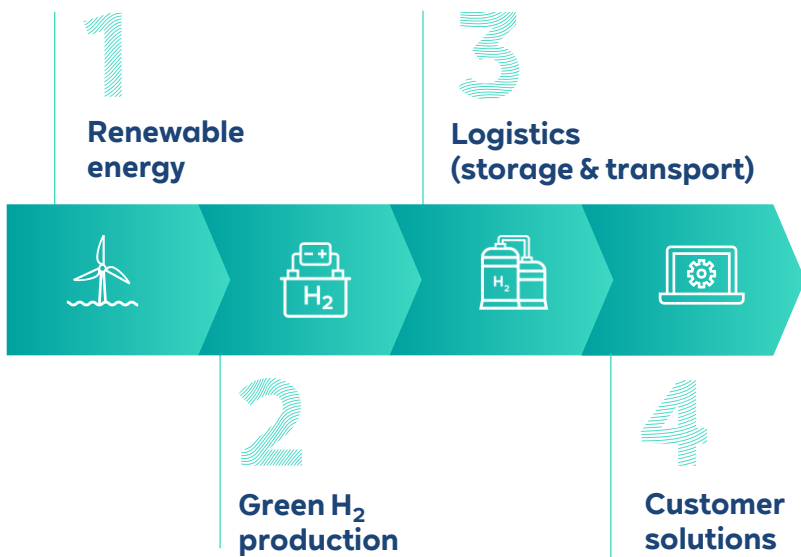 1
Renewable
energy
3
Logistics
(storage & transport)
- +
H₂
H₂
2
Green H₂
production
4
Customer
solutions